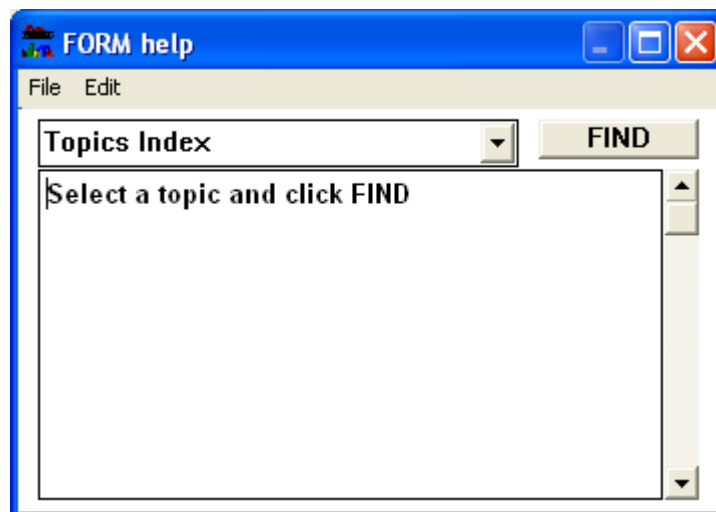 FORM help
File Edit
Topics Index FIND
Select a topic and click FIND